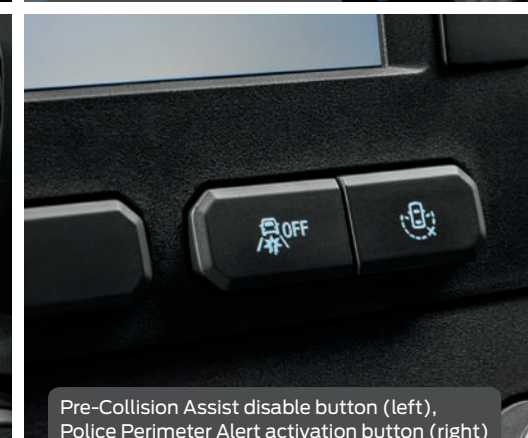 OFF
Pre-Collision Assist disable button (left),
Police Perimeter Alert activation button (right)